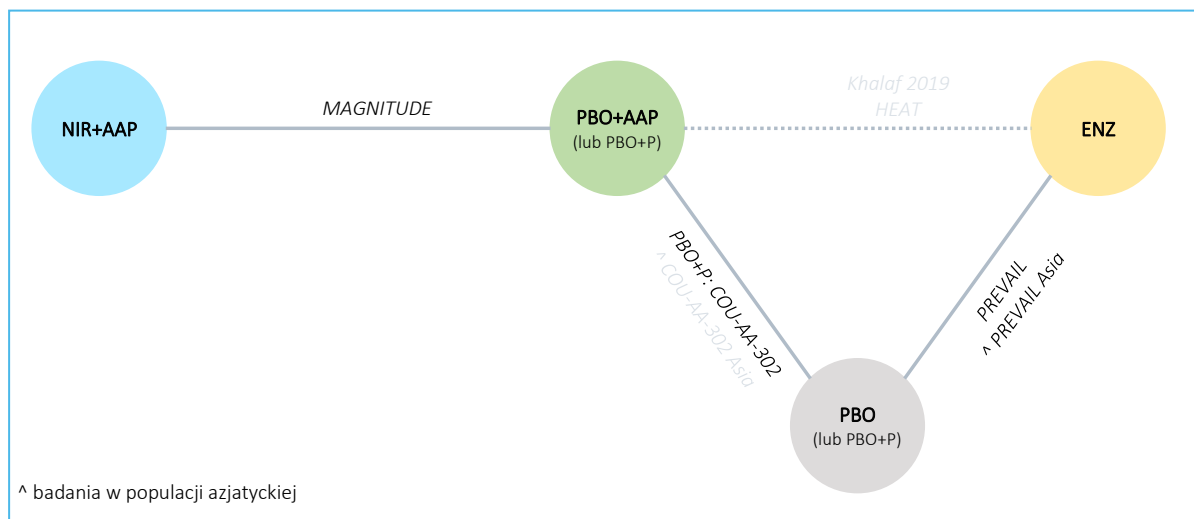 NIR+AAP
MAGNITUDE
PBO+AAP
(lub PBO+P)
Khalaf 2019
HEAT
ENZ
PBO+P: COU-AA-302
^ COU-AA-302 Asia
PREVAIL
^ PREVAIL Asia
PBO
(lub PBO+P)
^ badania w populacji azjatyckiej